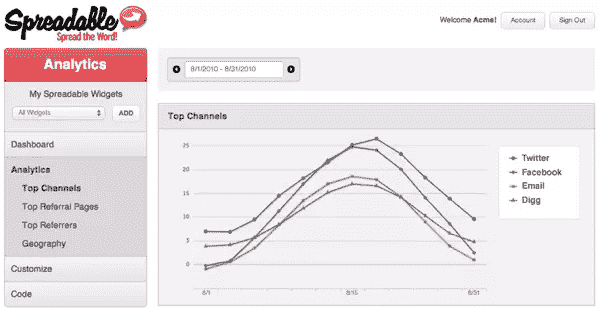 Spreadable
Spread the Word!
Welcome Acme!
Account
Sign Out
Analytics
8/1/2010 - 8/31/2010
My Spreadable Widgets
All Widgets
ADD
Dashboard
Analytics
Top Channels
Top Referral Pages
Top Referrers
Geography
Customize
Code
Top Channels
25
20
15
10
5
0
8/1
8/15
8/31
Twitter
Facebook
Email
Digg